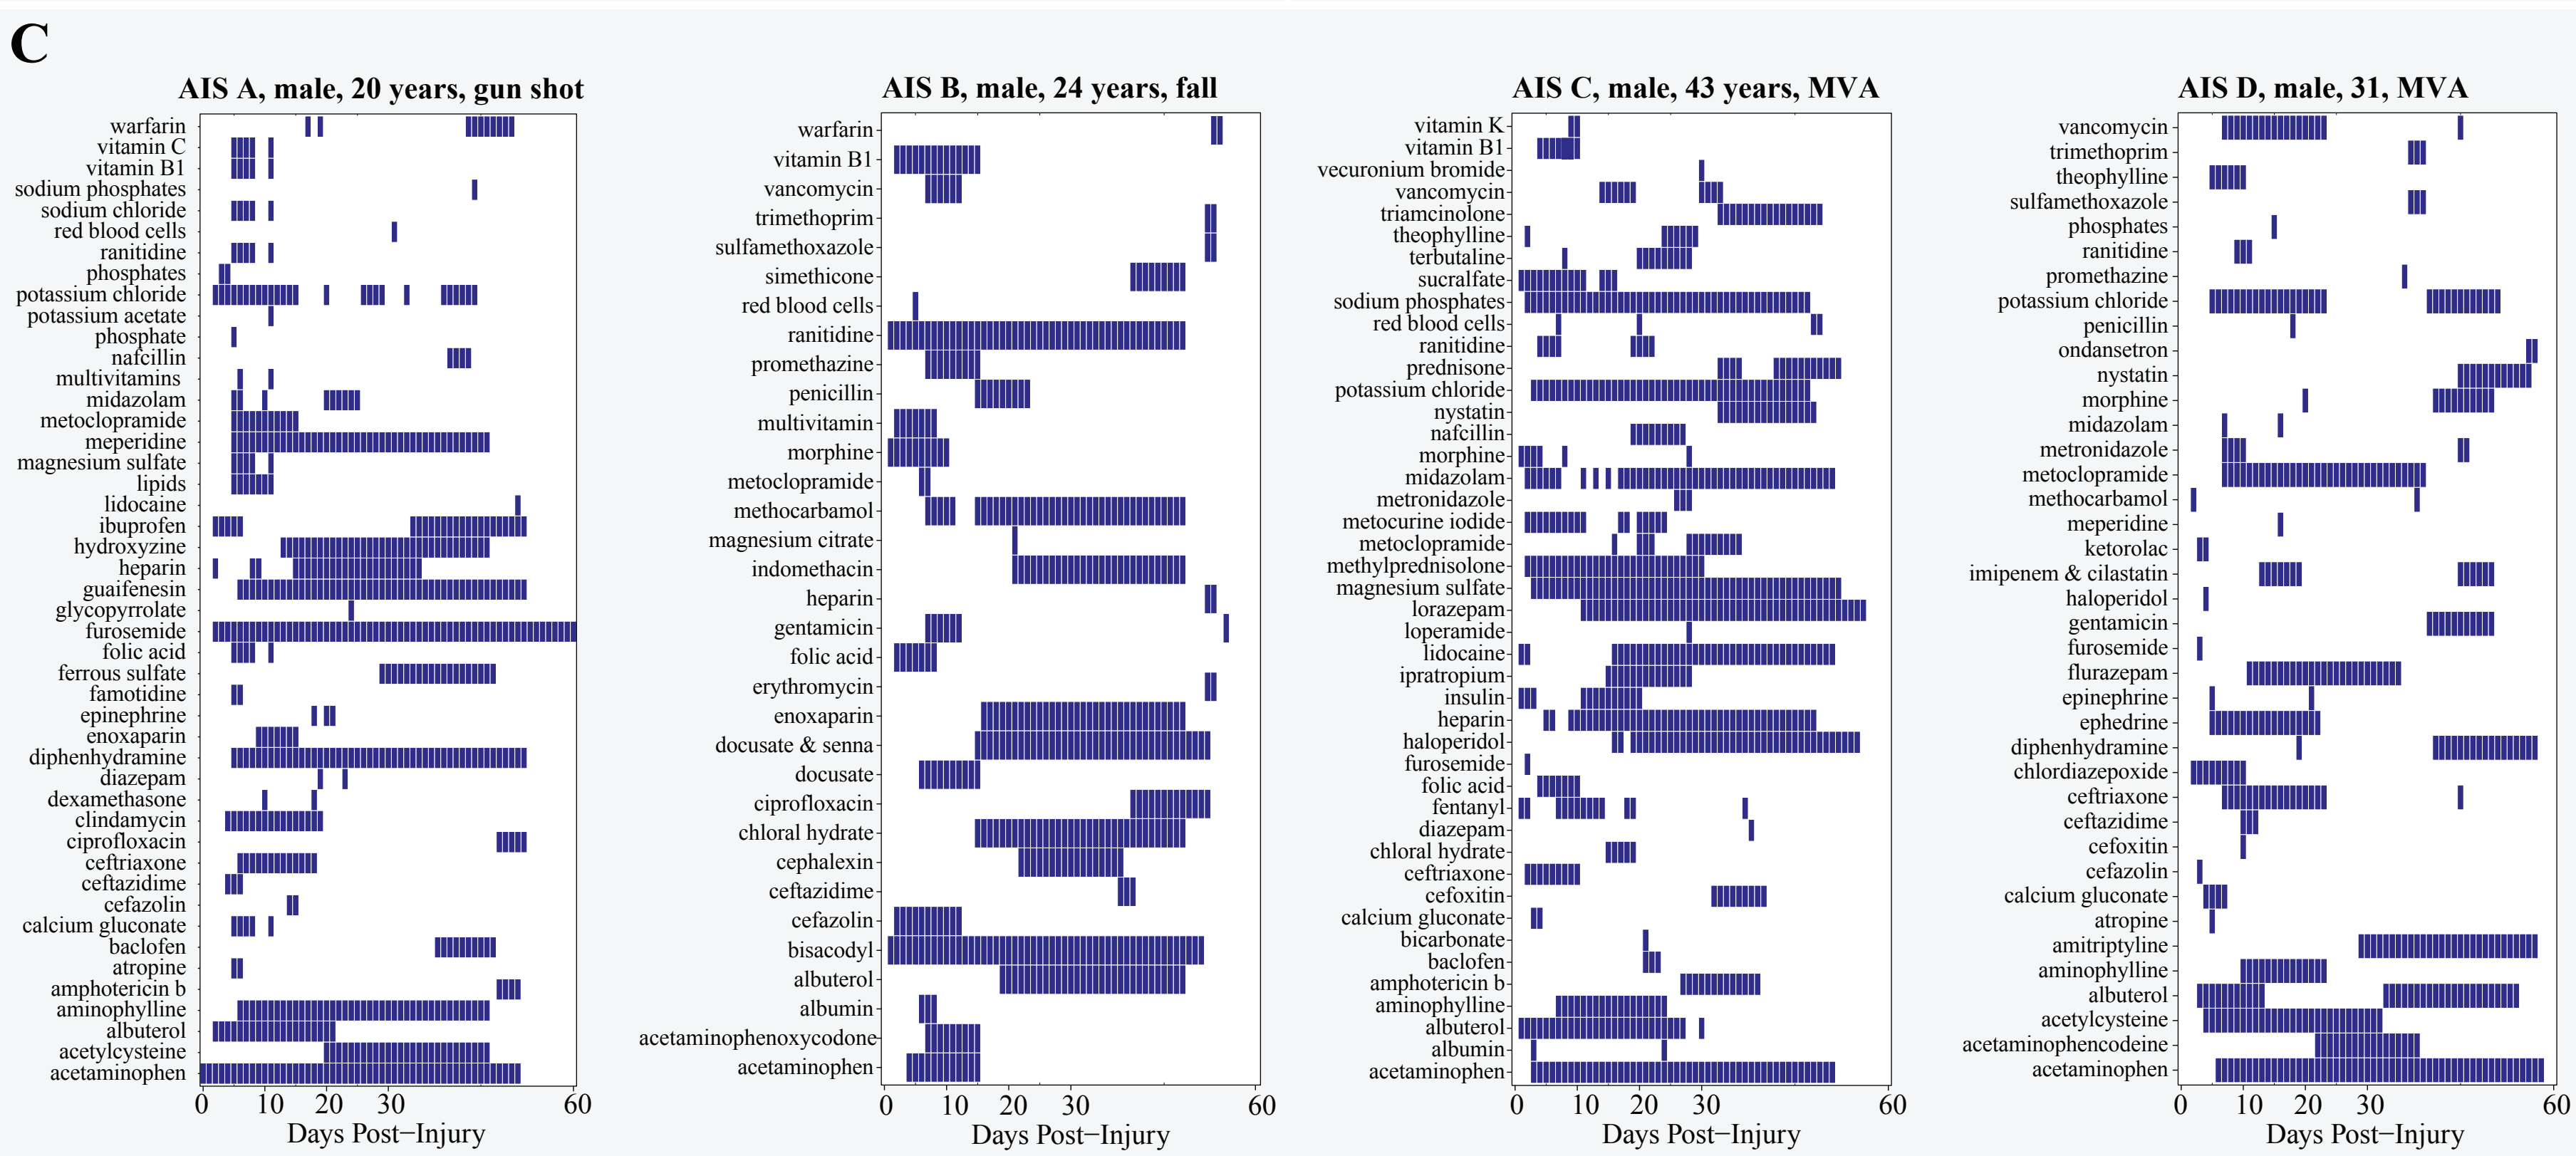 C
AIS A, male, 20 years, gun shot
warfarin
vitamin C
vitamin B1
sodium phosphates
sodium chloride
red blood cells
ranitidine
phosphates
potassium chloride
potassium acetate
phosphate
nafcillin
multivitamins
midazolam
metoclopramide
meperidine
magnesium sulfate
lipids
lidocaine
ibuprofen
hydroxyzine
heparin
guaifenesin
glycopyrrolate
furosemide
folic acid
ferrous sulfate
famotidine
epinephrine
enoxaparin
diphenhydramine
diazepam
dexamethasone
clindamycin
ciprofloxacin
ceftriaxone
ceftazidime
cefazolin
calcium gluconate
baclofen
atropine
amphotericin b
aminophylline
albuterol
acetylcysteine
acetaminophen
0 10 20 30 60
Days Post−Injury
AIS B, male, 24 years, fall
warfarin
vitamin B1
vancomycin
trimethoprim
sulfamethoxazole
simethicone
red blood cells
ranitidine
promethazine
penicillin
multivitamin
morphine
metoclopramide
methocarbamol
magnesium citrate
indomethacin
heparin
gentamicin
folic acid
erythromycin
enoxaparin
docusate & senna
docusate
ciprofloxacin
chloral hydrate
cephalexin
ceftazidime
cefazolin
bisacodyl
albuterol
albumin
acetaminophenoxycodone
acetaminophen
0 10 20 30 60
Days Post−Injury
AIS C, male, 43 years, MVA
vitamin K
vitamin B1
vecuronium bromide
vancomycin
triamcinolone
theophylline
terbutaline
sucralfate
sodium phosphates
red blood cells
ranitidine
prednisone
potassium chloride
nystatin
nafcillin
morphine
midazolam
metronidazole
metocurine iodide
metoclopramide
methylprednisolone
magnesium sulfate
lorazepam
loperamide
lidocaine
ipratropium
insulin
heparin
haloperidol
furosemide
folic acid
fentanyl
diazepam
chloral hydrate
ceftriaxone
cefoxitin
calcium gluconate
bicarbonate
baclofen
amphotericin b
aminophylline
albuterol
albumin
acetaminophen
0 10 20 30 60
Days Post−Injury
AIS D, male, 31, MVA
vancomycin
trimethoprim
theophylline
sulfamethoxazole
phosphates
ranitidine
promethazine
potassium chloride
penicillin
ondansetron
nystatin
morphine
midazolam
metronidazole
metoclopramide
methocarbamol
meperidine
ketorolac
imipenem & cilastatin
haloperidol
gentamicin
furosemide
flurazepam
epinephrine
ephedrine
diphenhydramine
chlordiazepoxide
ceftriaxone
ceftazidime
cefoxitin
cefazolin
calcium gluconate
atropine
amitriptyline
aminophylline
albuterol
acetylcysteine
acetaminophencodeine
acetaminophen
0 10 20 30 60
Days Post−Injury